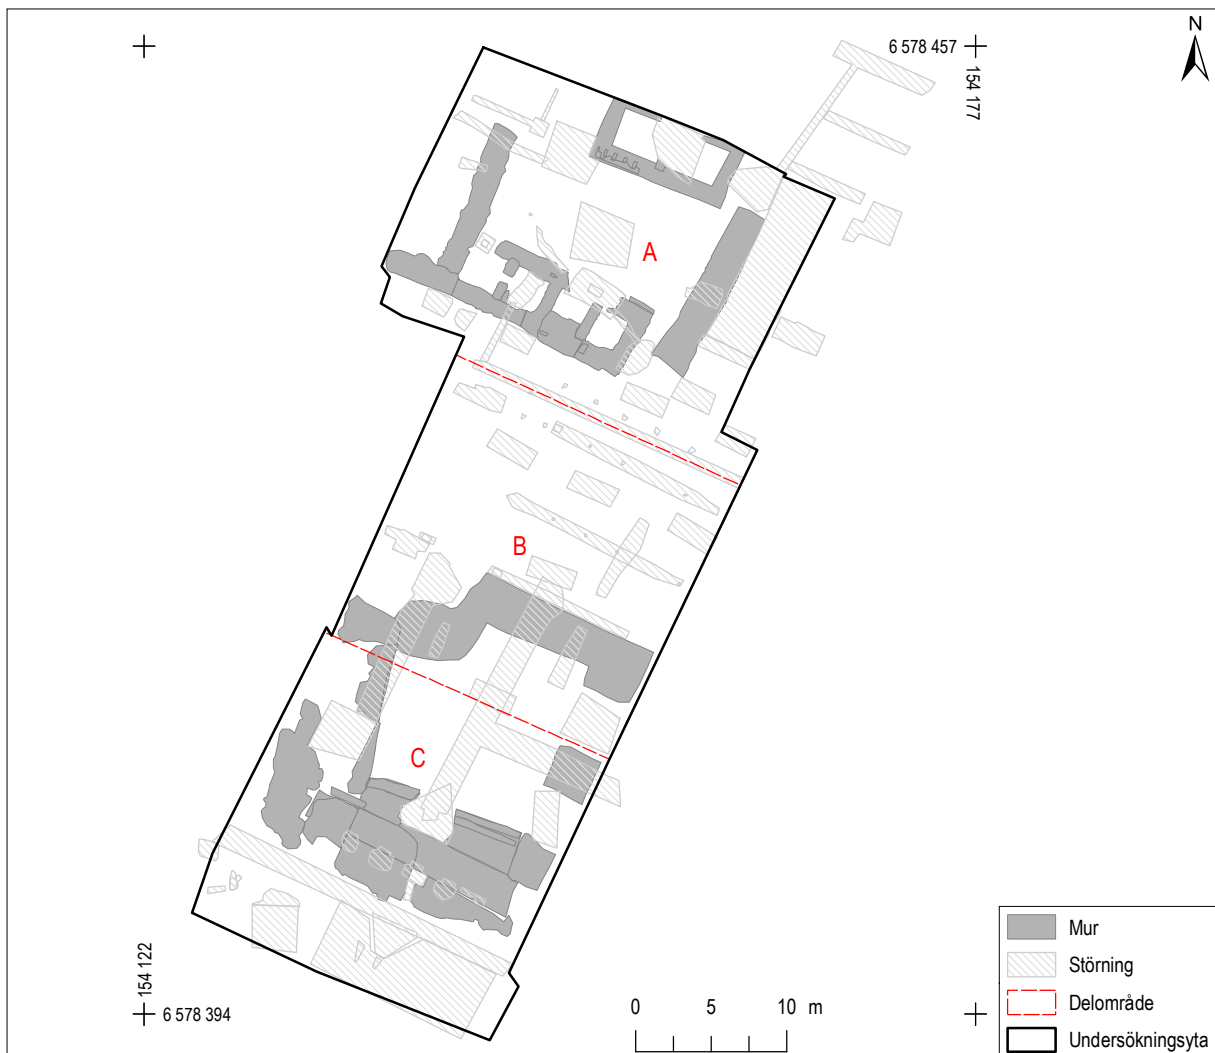 N
6 578 457
154 177
A
B
C
154 122
6 578 394
0 5 10 m
Mur
Störning
Delområde
Undersökningsyta